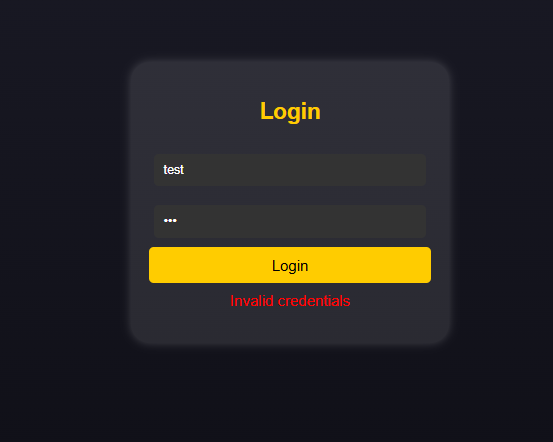 Login
test
•••
Login
Invalid credentials